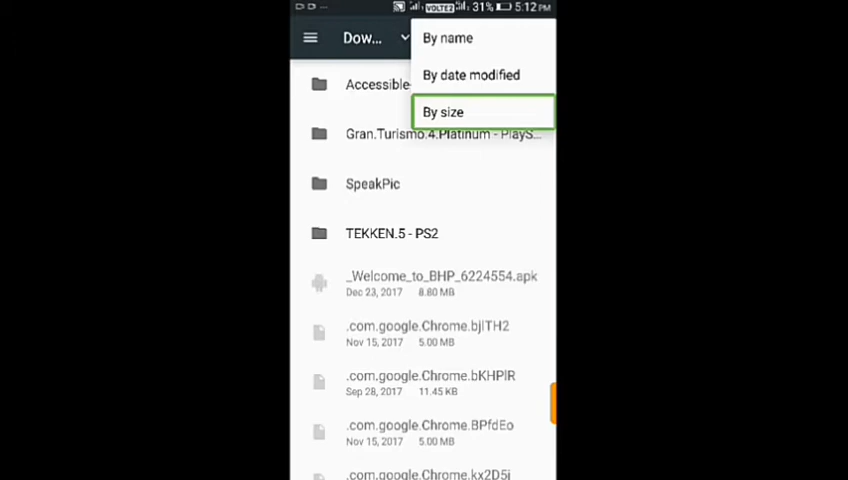 VOLTE2 31% 5:12 PM
Dow...
By name
By date modified
By size
Accessible-
Gran.Turismo.4.Platinum - PlayS...
SpeakPic
TEKKEN.5 - PS2
_Welcome_to_BHP_6224554.apk
Dec 23, 2017 8.60 MB
.com.google.Chrome.bjITH2
Nov 15, 2017 5.00 MB
.com.google.Chrome.bKHPlR
Sep 28, 2017 11.45 KB
.com.google.Chrome.BPfdEo
Nov 15, 2017 5.00 MB
.com.google.Chrome.kx2D5i